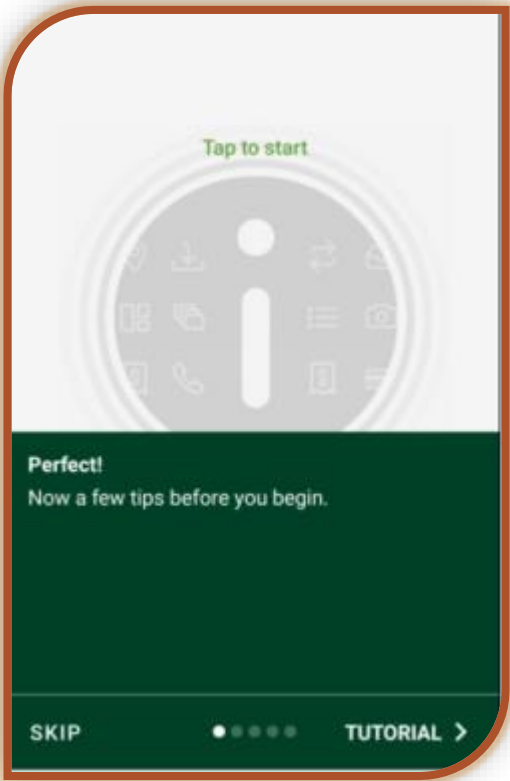 Tap to start
Perfect!
Now a few tips before you begin.
SKIP
TUTORIAL